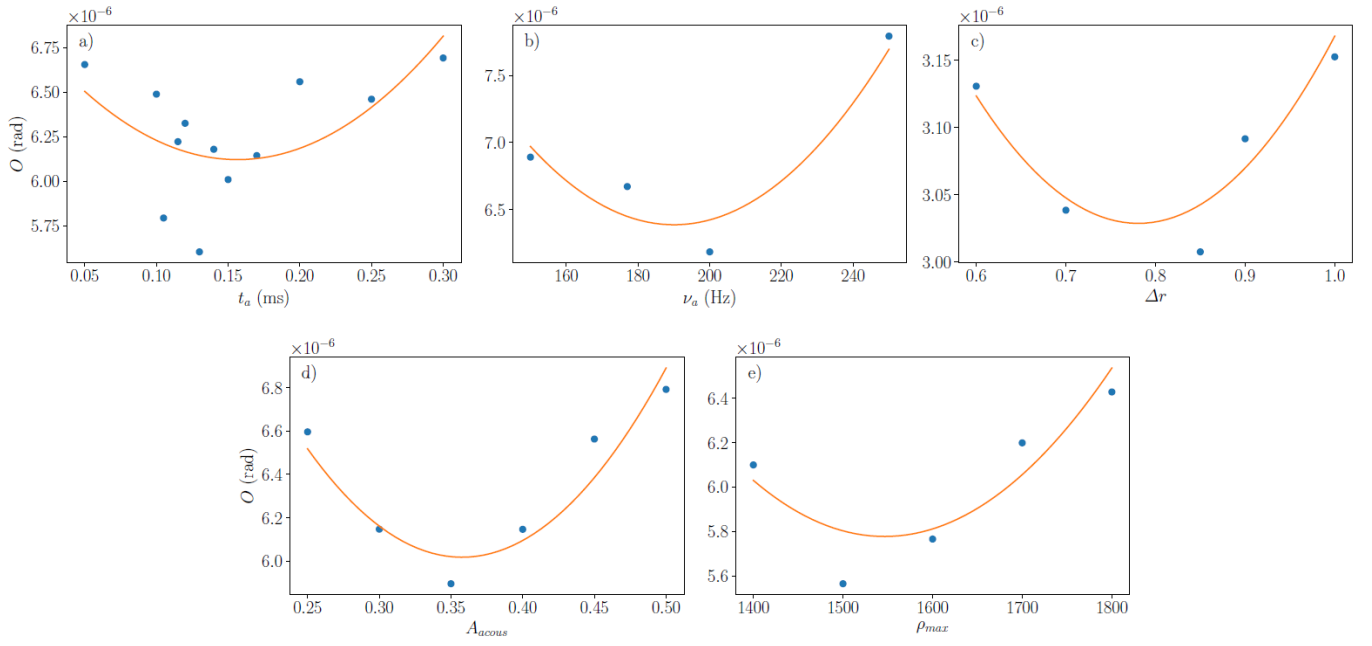 ×10⁻⁶
a)
O (rad)
6.75
6.50
6.25
6.00
5.75
0.05 0.10 0.15 0.20 0.25 0.30
t_a (ms)
×10⁻⁶
b)
7.5
7.0
6.5
160 180 200 220 240
ν_a (Hz)
×10⁻⁶
c)
3.15
3.10
3.05
3.00
0.6 0.7 0.8 0.9 1.0
Δr
×10⁻⁶
d)
O (rad)
6.8
6.6
6.4
6.2
6.0
0.25 0.30 0.35 0.40 0.45 0.50
A_acous
×10⁻⁶
e)
6.4
6.2
6.0
5.8
5.6
1400 1500 1600 1700 1800
ρ_max